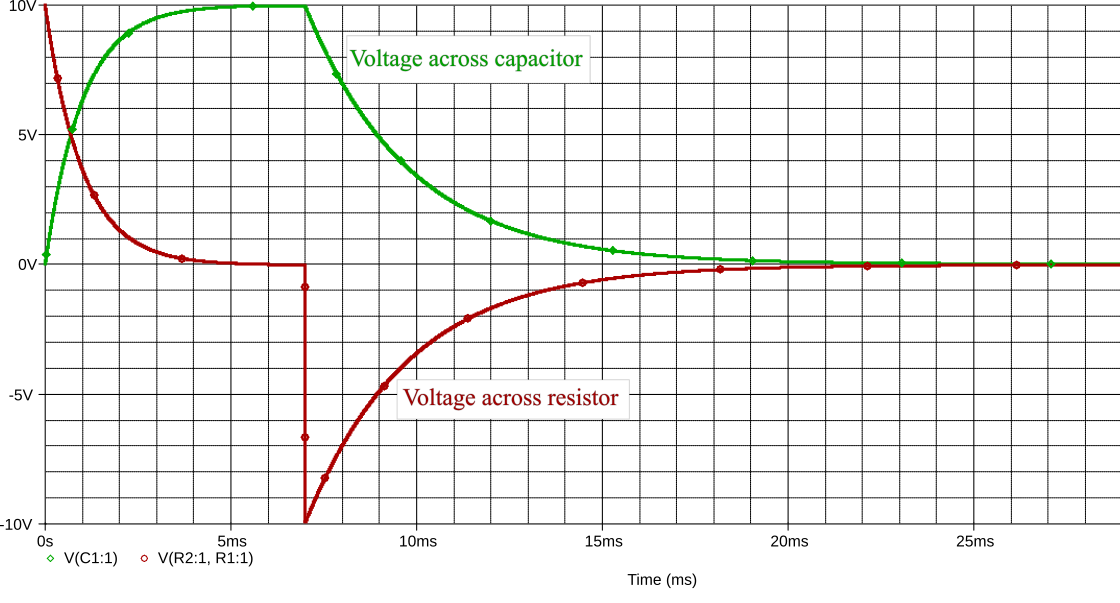 10V
Voltage across capacitor
5V
0V
-5V
Voltage across resistor
-10V
0s 5ms 10ms 15ms 20ms 25ms
V(C1:1) V(R2:1, R1:1)
Time (ms)